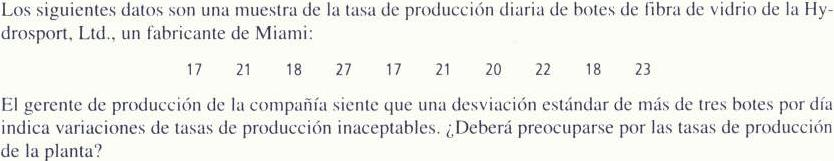 Los siguientes datos son una muestra de la tasa de producción diaria de botes de fibra de vidrio de la Hy-
drosport, Ltd., un fabricante de Miami:
17 21 18 27 17 21 20 22 18 23
El gerente de producción de la compañía siente que una desviación estándar de más de tres botes por día
indica variaciones de tasas de producción inaceptables. ¿Deberá preocuparse por las tasas de producción
de la planta?